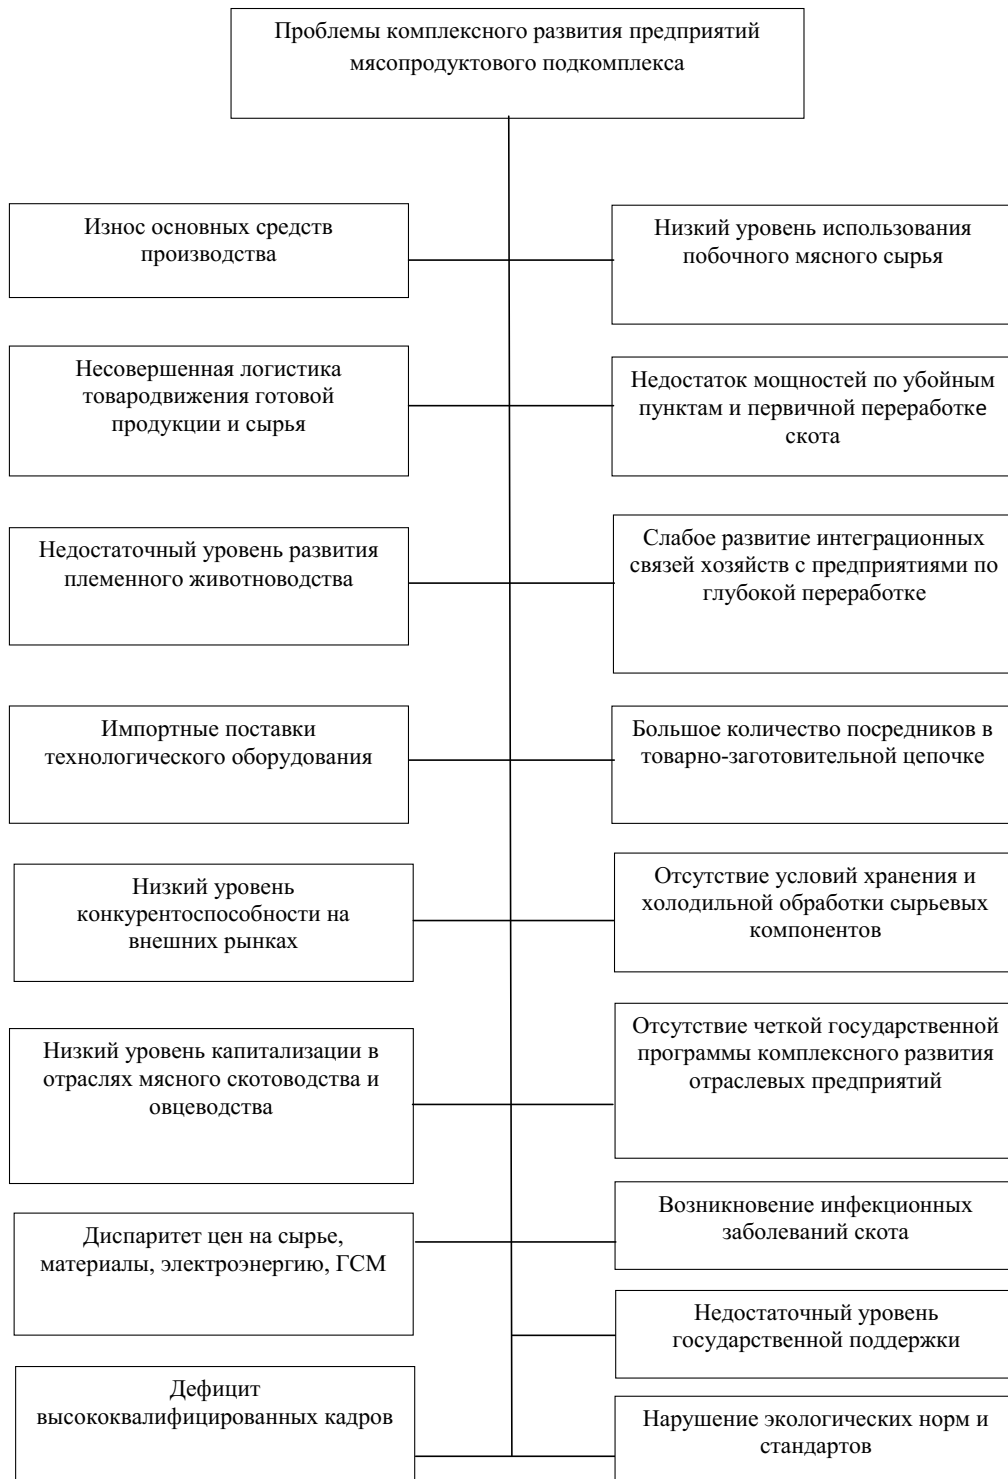 Проблемы комплексного развития предприятий
мясопродуктового подкомплекса
Износ основных средств
производства
Низкий уровень использования
побочного мясного сырья
Несовершенная логистика
товародвижения готовой
продукции и сырья
Недостаток мощностей по убойным
пунктам и первичной переработке
скота
Недостаточный уровень развития
племенного животноводства
Слабое развитие интеграционных
связей хозяйств с предприятиями по
глубокой переработке
Импортные поставки
технологического оборудования
Большое количество посредников в
товарно-заготовительной цепочке
Низкий уровень
конкурентоспособности на
внешних рынках
Отсутствие условий хранения и
холодильной обработки сырьевых
компонентов
Низкий уровень капитализации в
отраслях мясного скотоводства и
овцеводства
Отсутствие четкой государственной
программы комплексного развития
отраслевых предприятий
Диспаритет цен на сырье,
материалы, электроэнергию, ГСМ
Возникновение инфекционных
заболеваний скота
Недостаточный уровень
государственной поддержки
Дефицит
высококвалифицированных кадров
Нарушение экологических норм и
стандартов